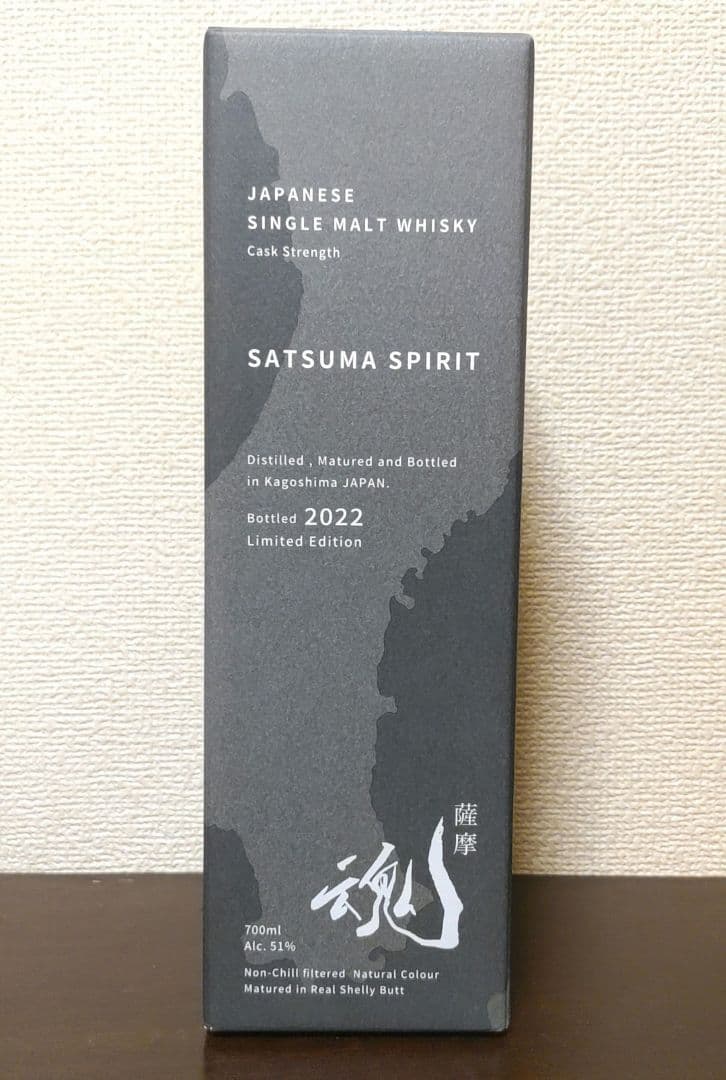 JAPANESE
SINGLE MALT WHISKY
Cask Strength
SATSUMA SPIRIT
Distilled , Matured and Bottled
in Kagoshima JAPAN.
Bottled 2022
Limited Edition
薩摩
魂
700ml
Alc. 51%
Non-Chill filtered Natural Colour
Matured in Real Shelly Butt